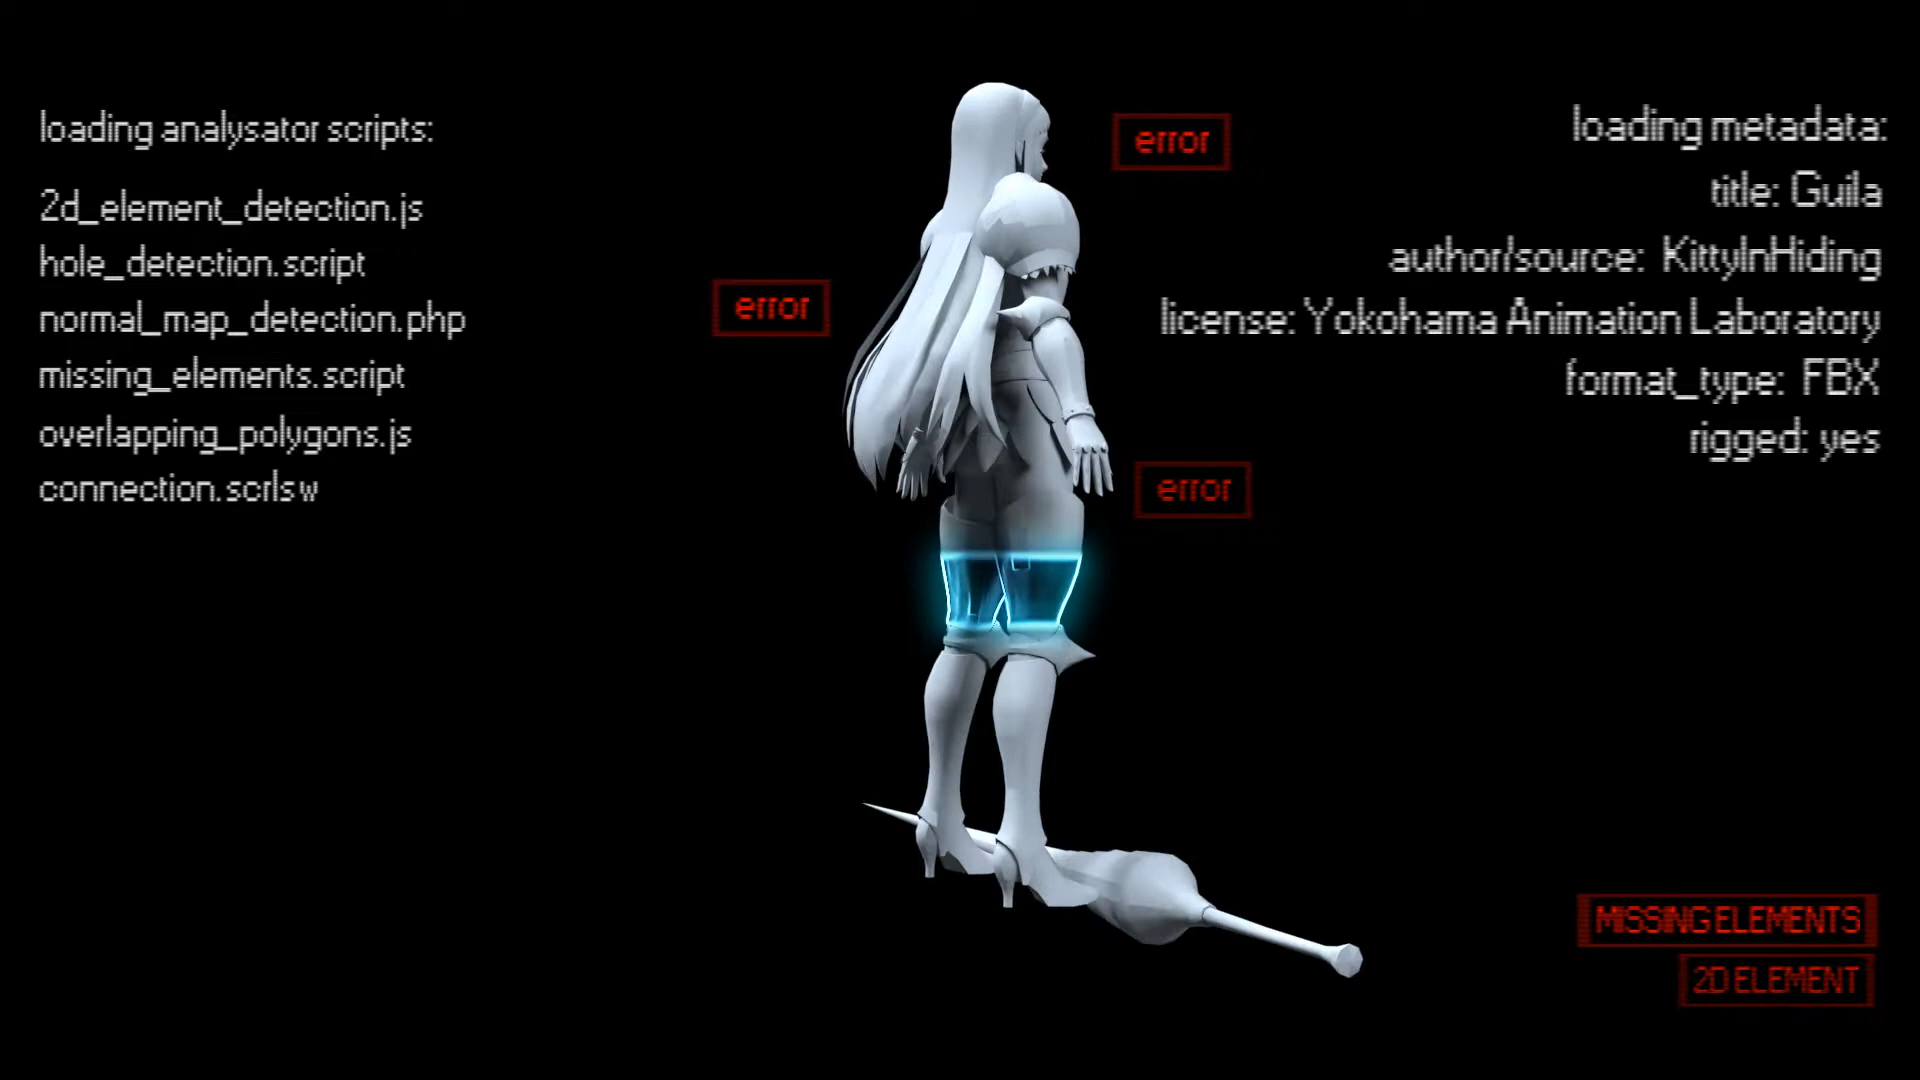 loading analysator scripts:
2d_element_detection.js
hole_detection.script
normal_map_detection.php
missing_elements.script
overlapping_polygons.js
connection.scrlsw
error
error
error
loading metadata:
title: Guila
author/source: KittyInHiding
license: Yokohama Animation Laboratory
format_type: FBX
rigged: yes
MISSING ELEMENTS
2D ELEMENT